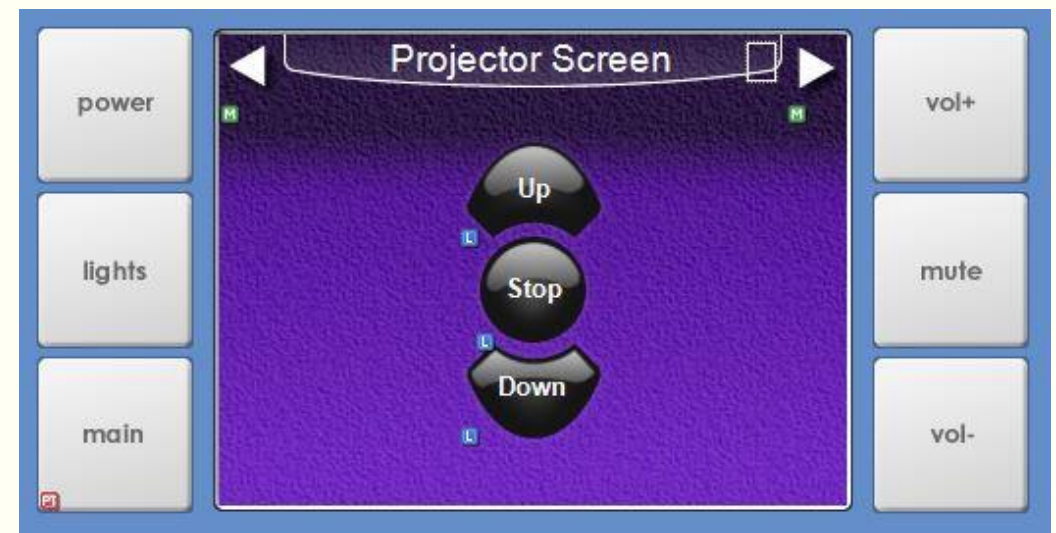 Projector Screen
power
vol+
M
M
Up
L
lights
Stop
mute
L
Down
main
L
vol-
PT